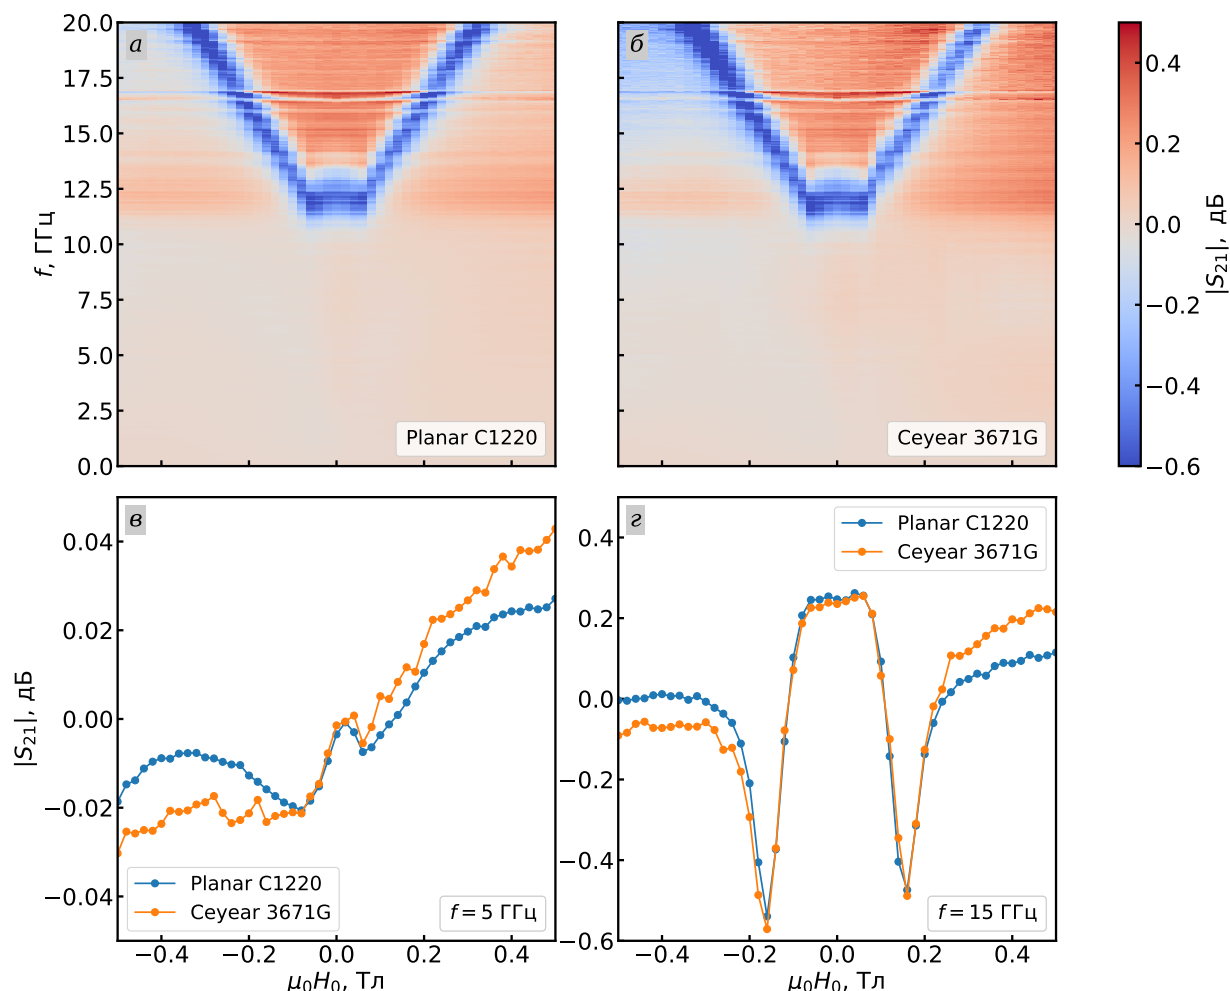 а
20.0
17.5
15.0
12.5
10.0
7.5
5.0
2.5
0.0
f, ГГц
Planar C1220
б
Ceyear 3671G
0.4
0.2
0.0
−0.2
−0.4
−0.6
|S21|, дБ
в
0.04
0.02
0.00
−0.02
−0.04
|S21|, дБ
Planar C1220
Ceyear 3671G
f = 5 ГГц
−0.4 −0.2 0.0 0.2 0.4
μ0H0, Тл
г
0.4
0.2
0.0
−0.2
−0.4
−0.6
Planar C1220
Ceyear 3671G
f = 15 ГГц
−0.4 −0.2 0.0 0.2 0.4
μ0H0, Тл